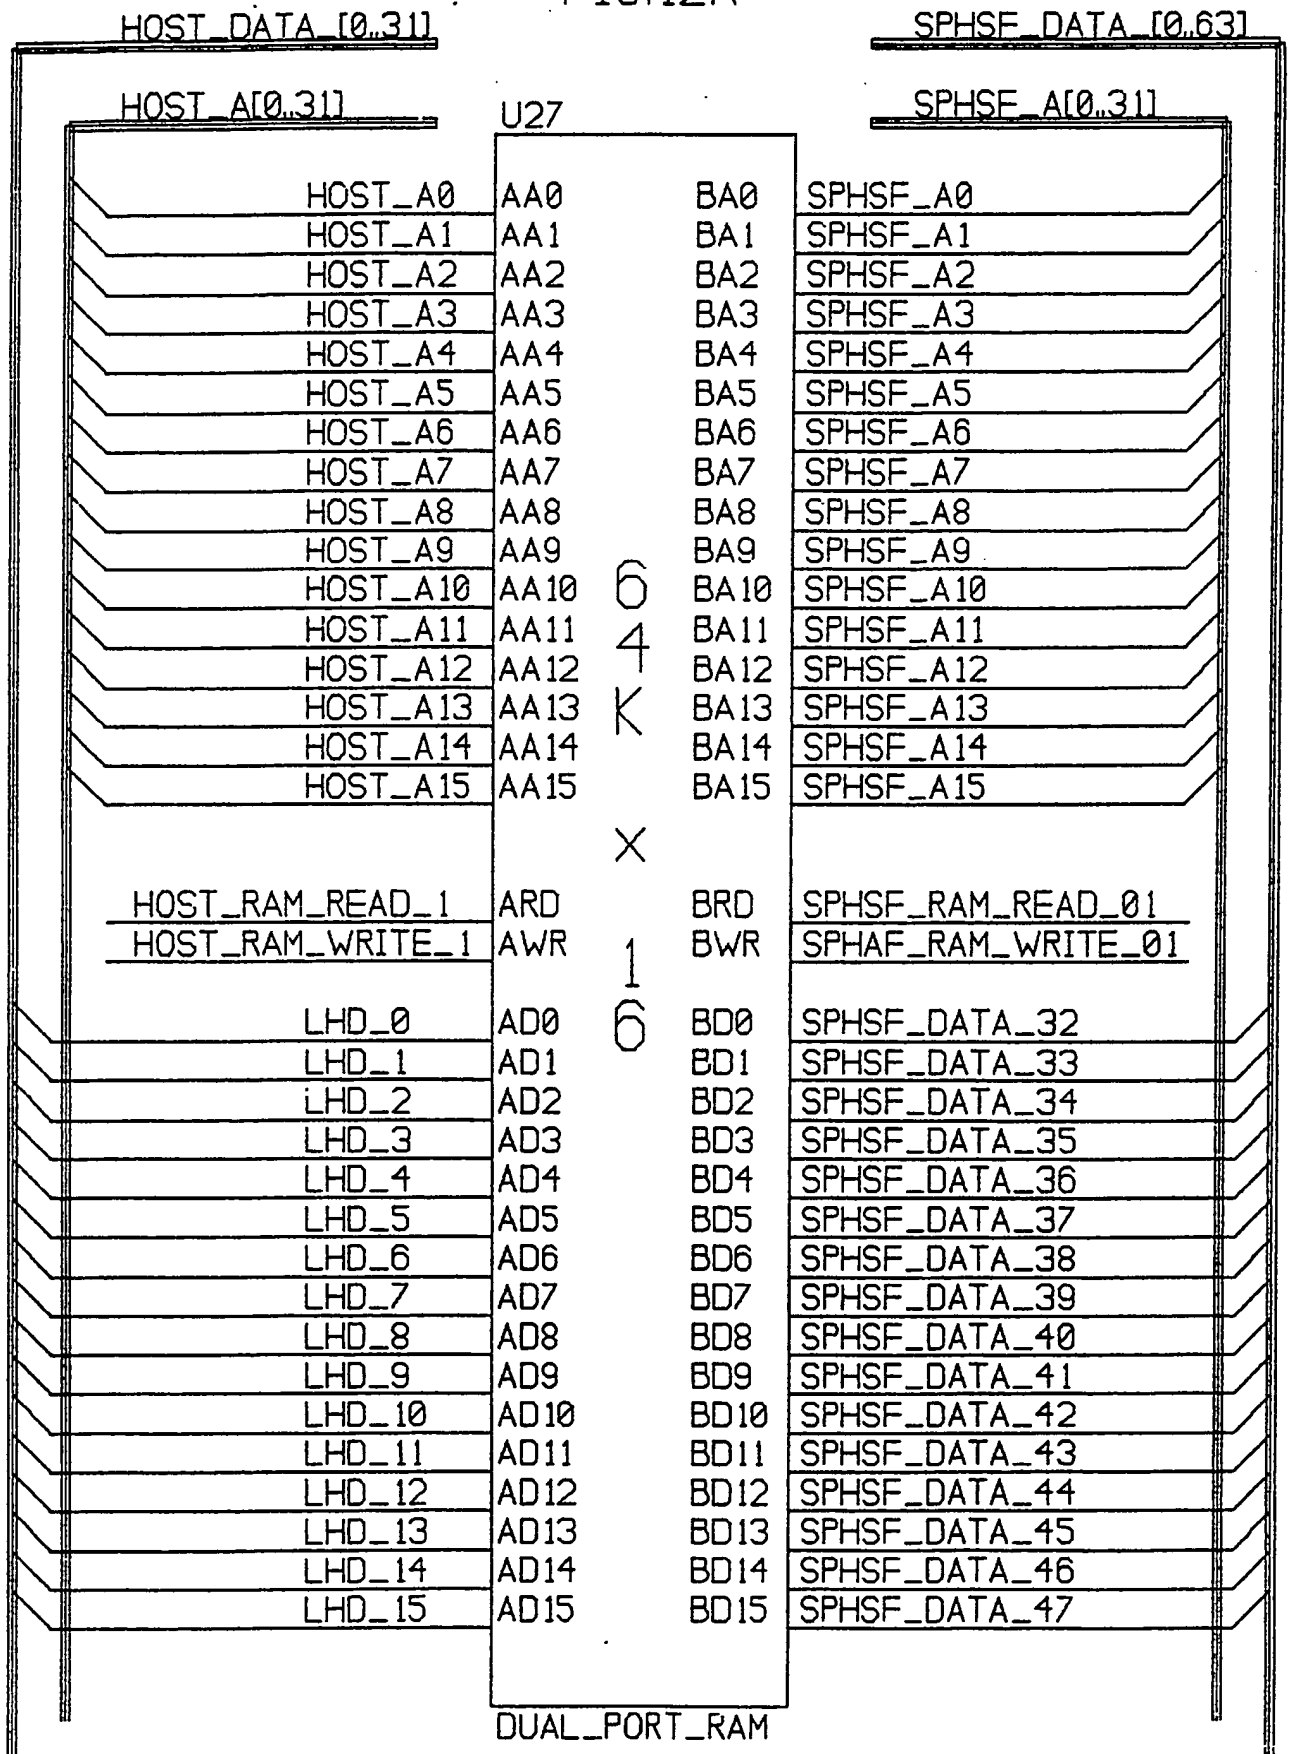 HOST_DATA_[0..31] SPHSF_DATA_[0..63]
HOST_A[0..31] U27 SPHSF_A[0..31]
HOST_A0 AA0 BA0 SPHSF_A0
HOST_A1 AA1 BA1 SPHSF_A1
HOST_A2 AA2 BA2 SPHSF_A2
HOST_A3 AA3 BA3 SPHSF_A3
HOST_A4 AA4 BA4 SPHSF_A4
HOST_A5 AA5 BA5 SPHSF_A5
HOST_A6 AA6 BA6 SPHSF_A6
HOST_A7 AA7 BA7 SPHSF_A7
HOST_A8 AA8 BA8 SPHSF_A8
HOST_A9 AA9 BA9 SPHSF_A9
HOST_A10 AA10 BA10 SPHSF_A10
HOST_A11 AA11 BA11 SPHSF_A11
HOST_A12 AA12 BA12 SPHSF_A12
HOST_A13 AA13 BA13 SPHSF_A13
HOST_A14 AA14 BA14 SPHSF_A14
HOST_A15 AA15 BA15 SPHSF_A15
64K X 16
HOST_RAM_READ_1 ARD BRD SPHSF_RAM_READ_01
HOST_RAM_WRITE_1 AWR BWR SPHAF_RAM_WRITE_01
LHD_0 AD0 BD0 SPHSF_DATA_32
LHD_1 AD1 BD1 SPHSF_DATA_33
LHD_2 AD2 BD2 SPHSF_DATA_34
LHD_3 AD3 BD3 SPHSF_DATA_35
LHD_4 AD4 BD4 SPHSF_DATA_36
LHD_5 AD5 BD5 SPHSF_DATA_37
LHD_6 AD6 BD6 SPHSF_DATA_38
LHD_7 AD7 BD7 SPHSF_DATA_39
LHD_8 AD8 BD8 SPHSF_DATA_40
LHD_9 AD9 BD9 SPHSF_DATA_41
LHD_10 AD10 BD10 SPHSF_DATA_42
LHD_11 AD11 BD11 SPHSF_DATA_43
LHD_12 AD12 BD12 SPHSF_DATA_44
LHD_13 AD13 BD13 SPHSF_DATA_45
LHD_14 AD14 BD14 SPHSF_DATA_46
LHD_15 AD15 BD15 SPHSF_DATA_47
DUAL_PORT_RAM